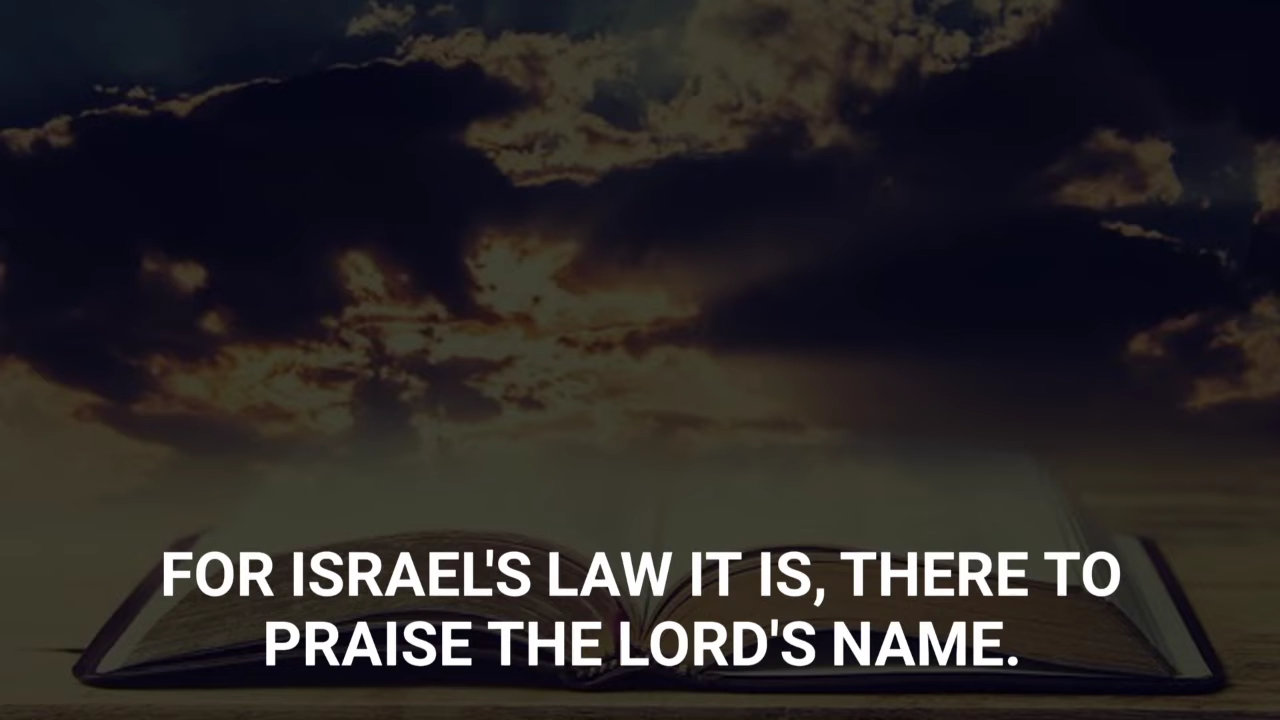 FOR ISRAEL'S LAW IT IS, THERE TO
PRAISE THE LORD'S NAME.